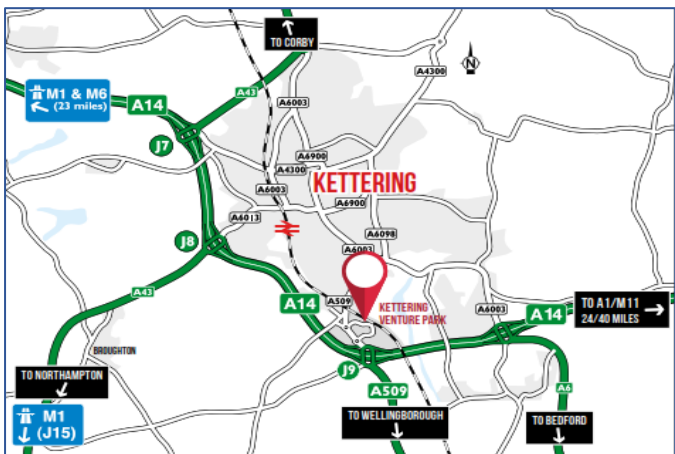 TO CORBY
A4300
N
M1 & M6
(23 miles)
A14
A43
A6003
J7
A6900
A4300
A6003
KETTERING
A6900
A6013
A6098
J8
A6003
A43
A14
A509
KETTERING
VENTURE PARK
A6003
A14
TO A1/M11
24/40 MILES
BROUGHTON
J9
TO NORTHAMPTON
A509
A6
M1
(J15)
TO WELLINGBOROUGH
TO BEDFORD